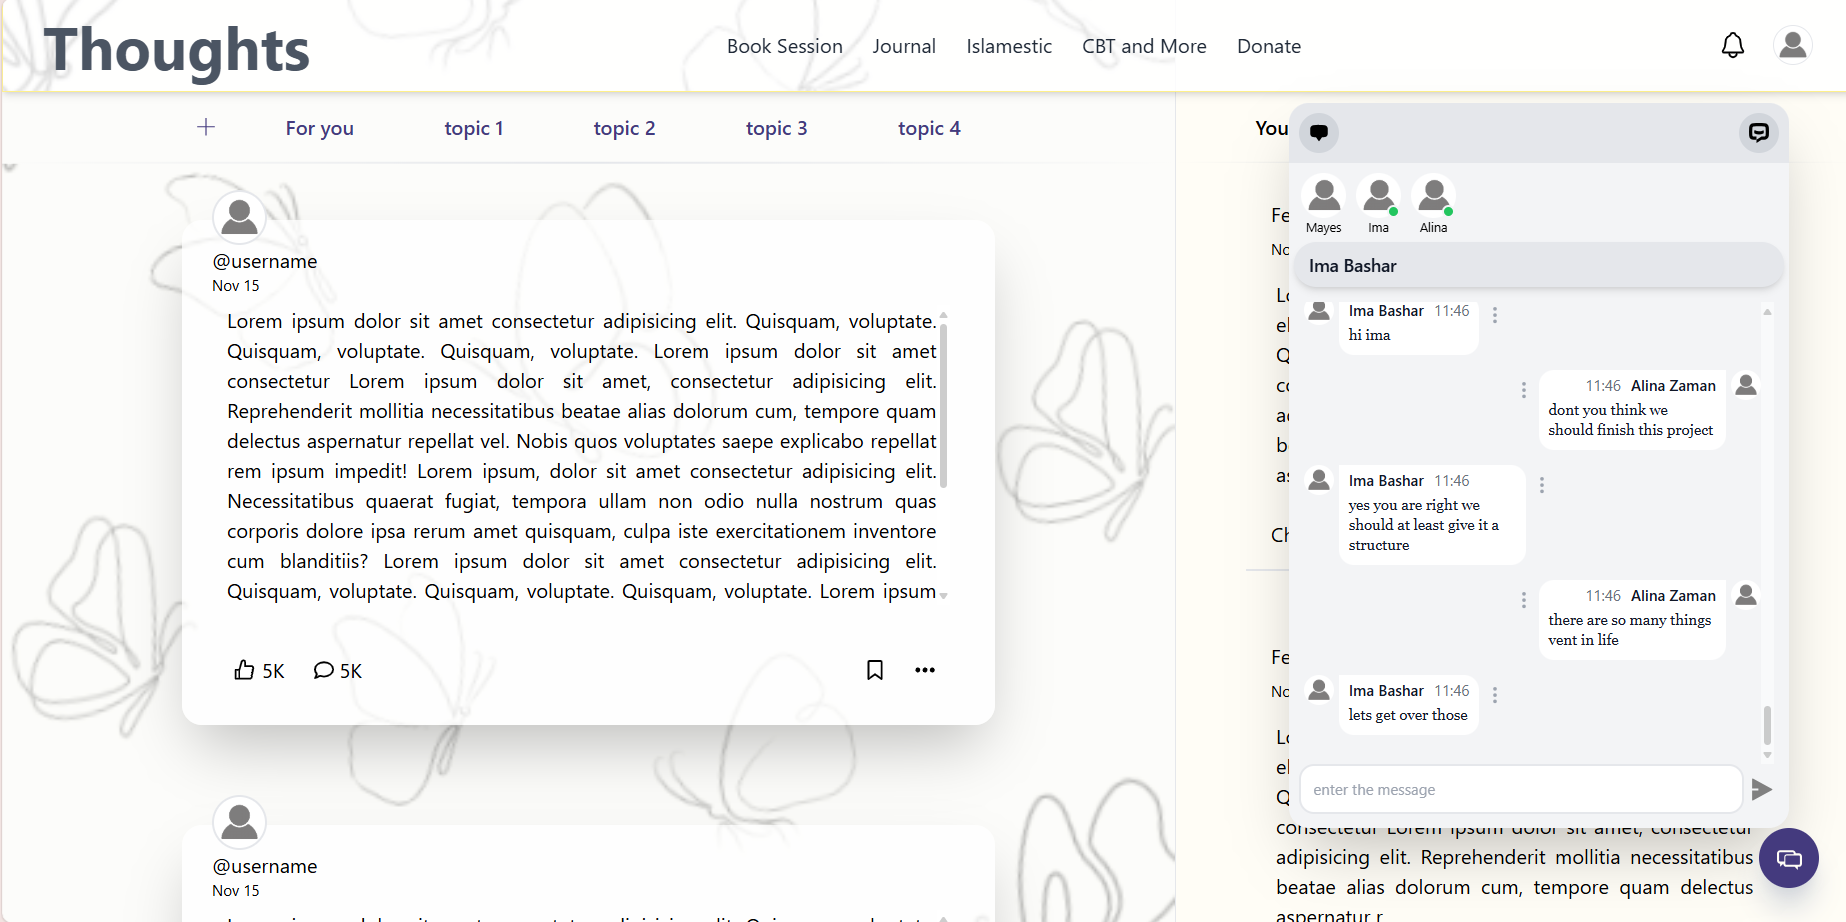 Thoughts
Book Session
Journal
Islamestic
CBT and More
Donate
For you
topic 1
topic 2
topic 3
topic 4
@username
Nov 15
Lorem ipsum dolor sit amet consectetur adipisicing elit. Quisquam, voluptate.
Quisquam, voluptate. Quisquam, voluptate. Lorem ipsum dolor sit amet
consectetur Lorem ipsum dolor sit amet, consectetur adipisicing elit.
Reprehenderit mollitia necessitatibus beatae alias dolorum cum, tempore quam
delectus aspernatur repellat vel. Nobis quos voluptates saepe explicabo repellat
rem ipsum impedit! Lorem ipsum, dolor sit amet consectetur adipisicing elit.
Necessitatibus quaerat fugiat, tempora ullam non odio nulla nostrum quas
corporis dolore ipsa rerum amet quisquam, culpa iste exercitationem inventore
cum blanditiis? Lorem ipsum dolor sit amet consectetur adipisicing elit.
Quisquam, voluptate. Quisquam, voluptate. Quisquam, voluptate. Lorem ipsum
5K
5K
@username
Nov 15
You
Fe
No
Ch
Fe
No
consectetur Lorem ipsum dolor sit amet, consectetur
adipisicing elit. Reprehenderit mollitia necessitatibus
beatae alias dolorum cum, tempore quam delectus
aspernatur r
Mayes
Ima
Alina
Ima Bashar
Ima Bashar 11:46
hi ima
11:46 Alina Zaman
dont you think we
should finish this project
Ima Bashar 11:46
yes you are right we
should at least give it a
structure
11:46 Alina Zaman
there are so many things
vent in life
Ima Bashar 11:46
lets get over those
enter the message